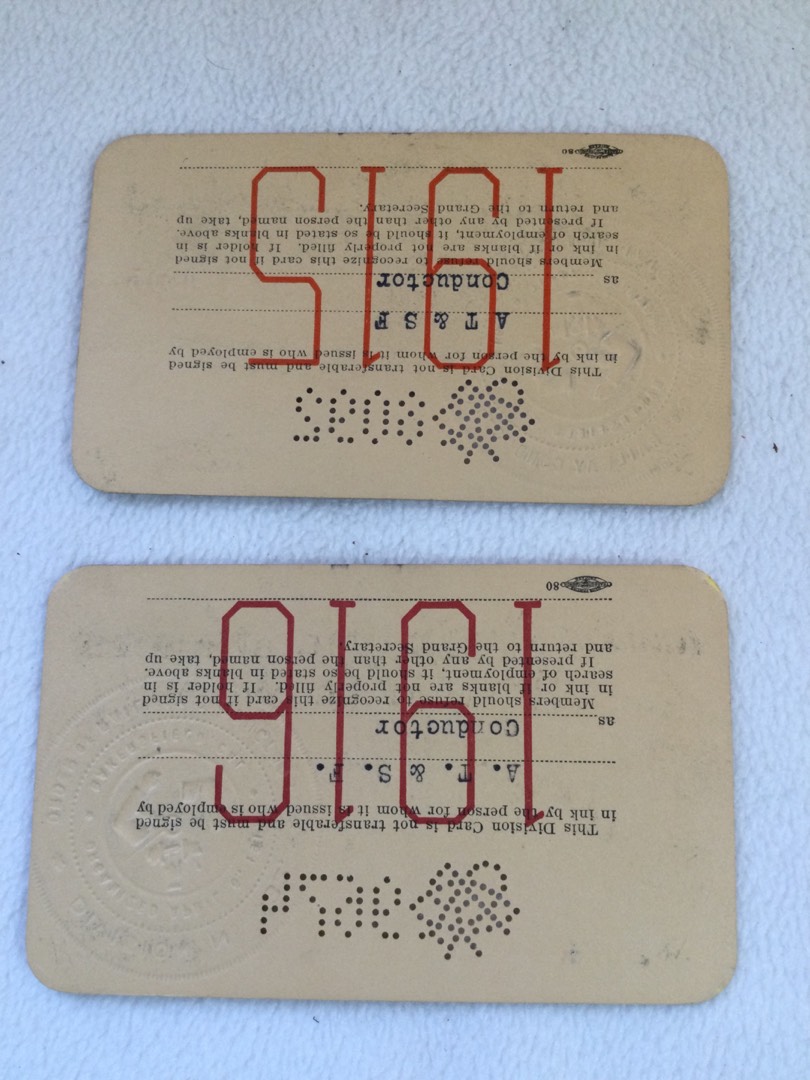 This Division Card is not transferable and must be signed
in ink by the person for whom it is issued who is employed by
A. T. & S. F.
as Conductor
Members should refuse to recognize this card if not signed
in ink or if blanks are not properly filled. If holder is in
search of employment, it should be so stated in blanks above.
If presented by any other than the person named, take up
and return to the Grand Secretary.
1916
80
This Division Card is not transferable and must be signed
in ink by the person for whom it is issued who is employed by
A T & S F
as Conductor
Members should refuse to recognize this card if not signed
in ink or if blanks are not properly filled. If holder is in
search of employment, it should be so stated in blanks above.
If presented by any other than the person named, take up
and return to the Grand Secretary.
1915
80